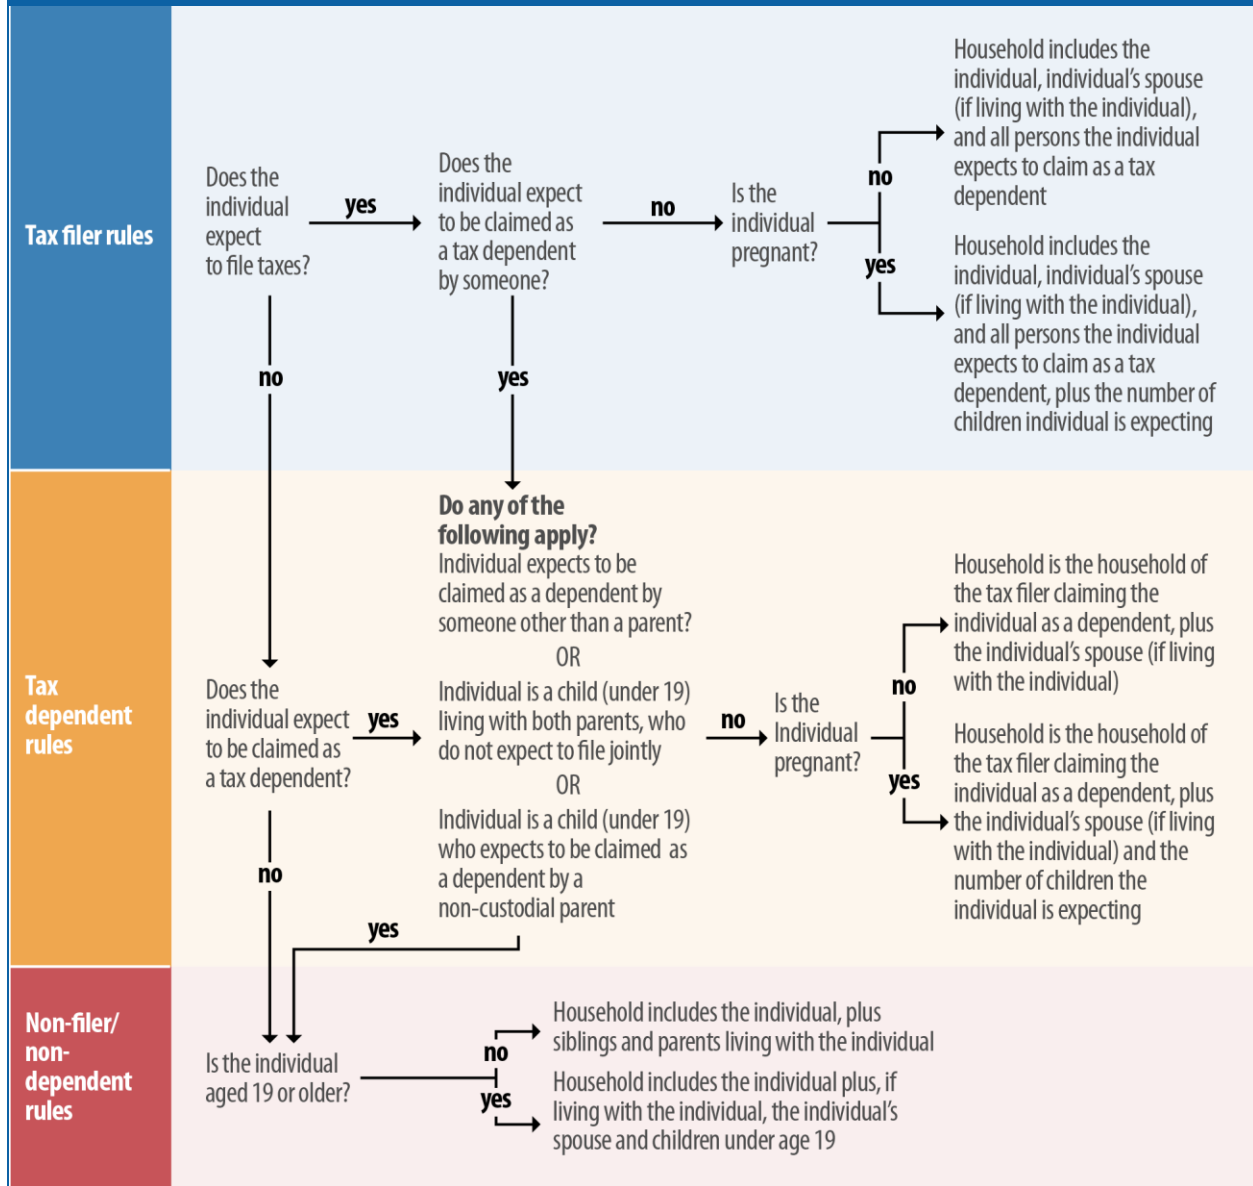 Tax filer rules
Does the
individual
expect
to file taxes?
yes
Does the
individual expect
to be claimed as
a tax dependent
by someone?
no
Is the
individual
pregnant?
no
Household includes the
individual, individual’s spouse
(if living with the individual),
and all persons the individual
expects to claim as a tax
dependent
yes
Household includes the
individual, individual’s spouse
(if living with the individual),
and all persons the individual
expects to claim as a tax
dependent, plus the number of
children individual is expecting
no
yes
Tax
dependent
rules
Does the
individual expect
to be claimed as
a tax dependent?
yes
Do any of the
following apply?
Individual expects to be
claimed as a dependent by
someone other than a parent?
OR
Individual is a child (under 19)
living with both parents, who
do not expect to file jointly
OR
Individual is a child (under 19)
who expects to be claimed as
a dependent by a
non-custodial parent
no
Is the
Individual
pregnant?
no
Household is the household of
the tax filer claiming the
individual as a dependent, plus
the individual’s spouse (if living
with the individual)
yes
Household is the household of
the tax filer claiming the
individual as a dependent, plus
the individual’s spouse (if living
with the individual) and the
number of children the
individual is expecting
no
yes
Non-filer/
non-
dependent
rules
Is the individual
aged 19 or older?
no
Household includes the individual, plus
siblings and parents living with the individual
yes
Household includes the individual plus, if
living with the individual, the individual’s
spouse and children under age 19